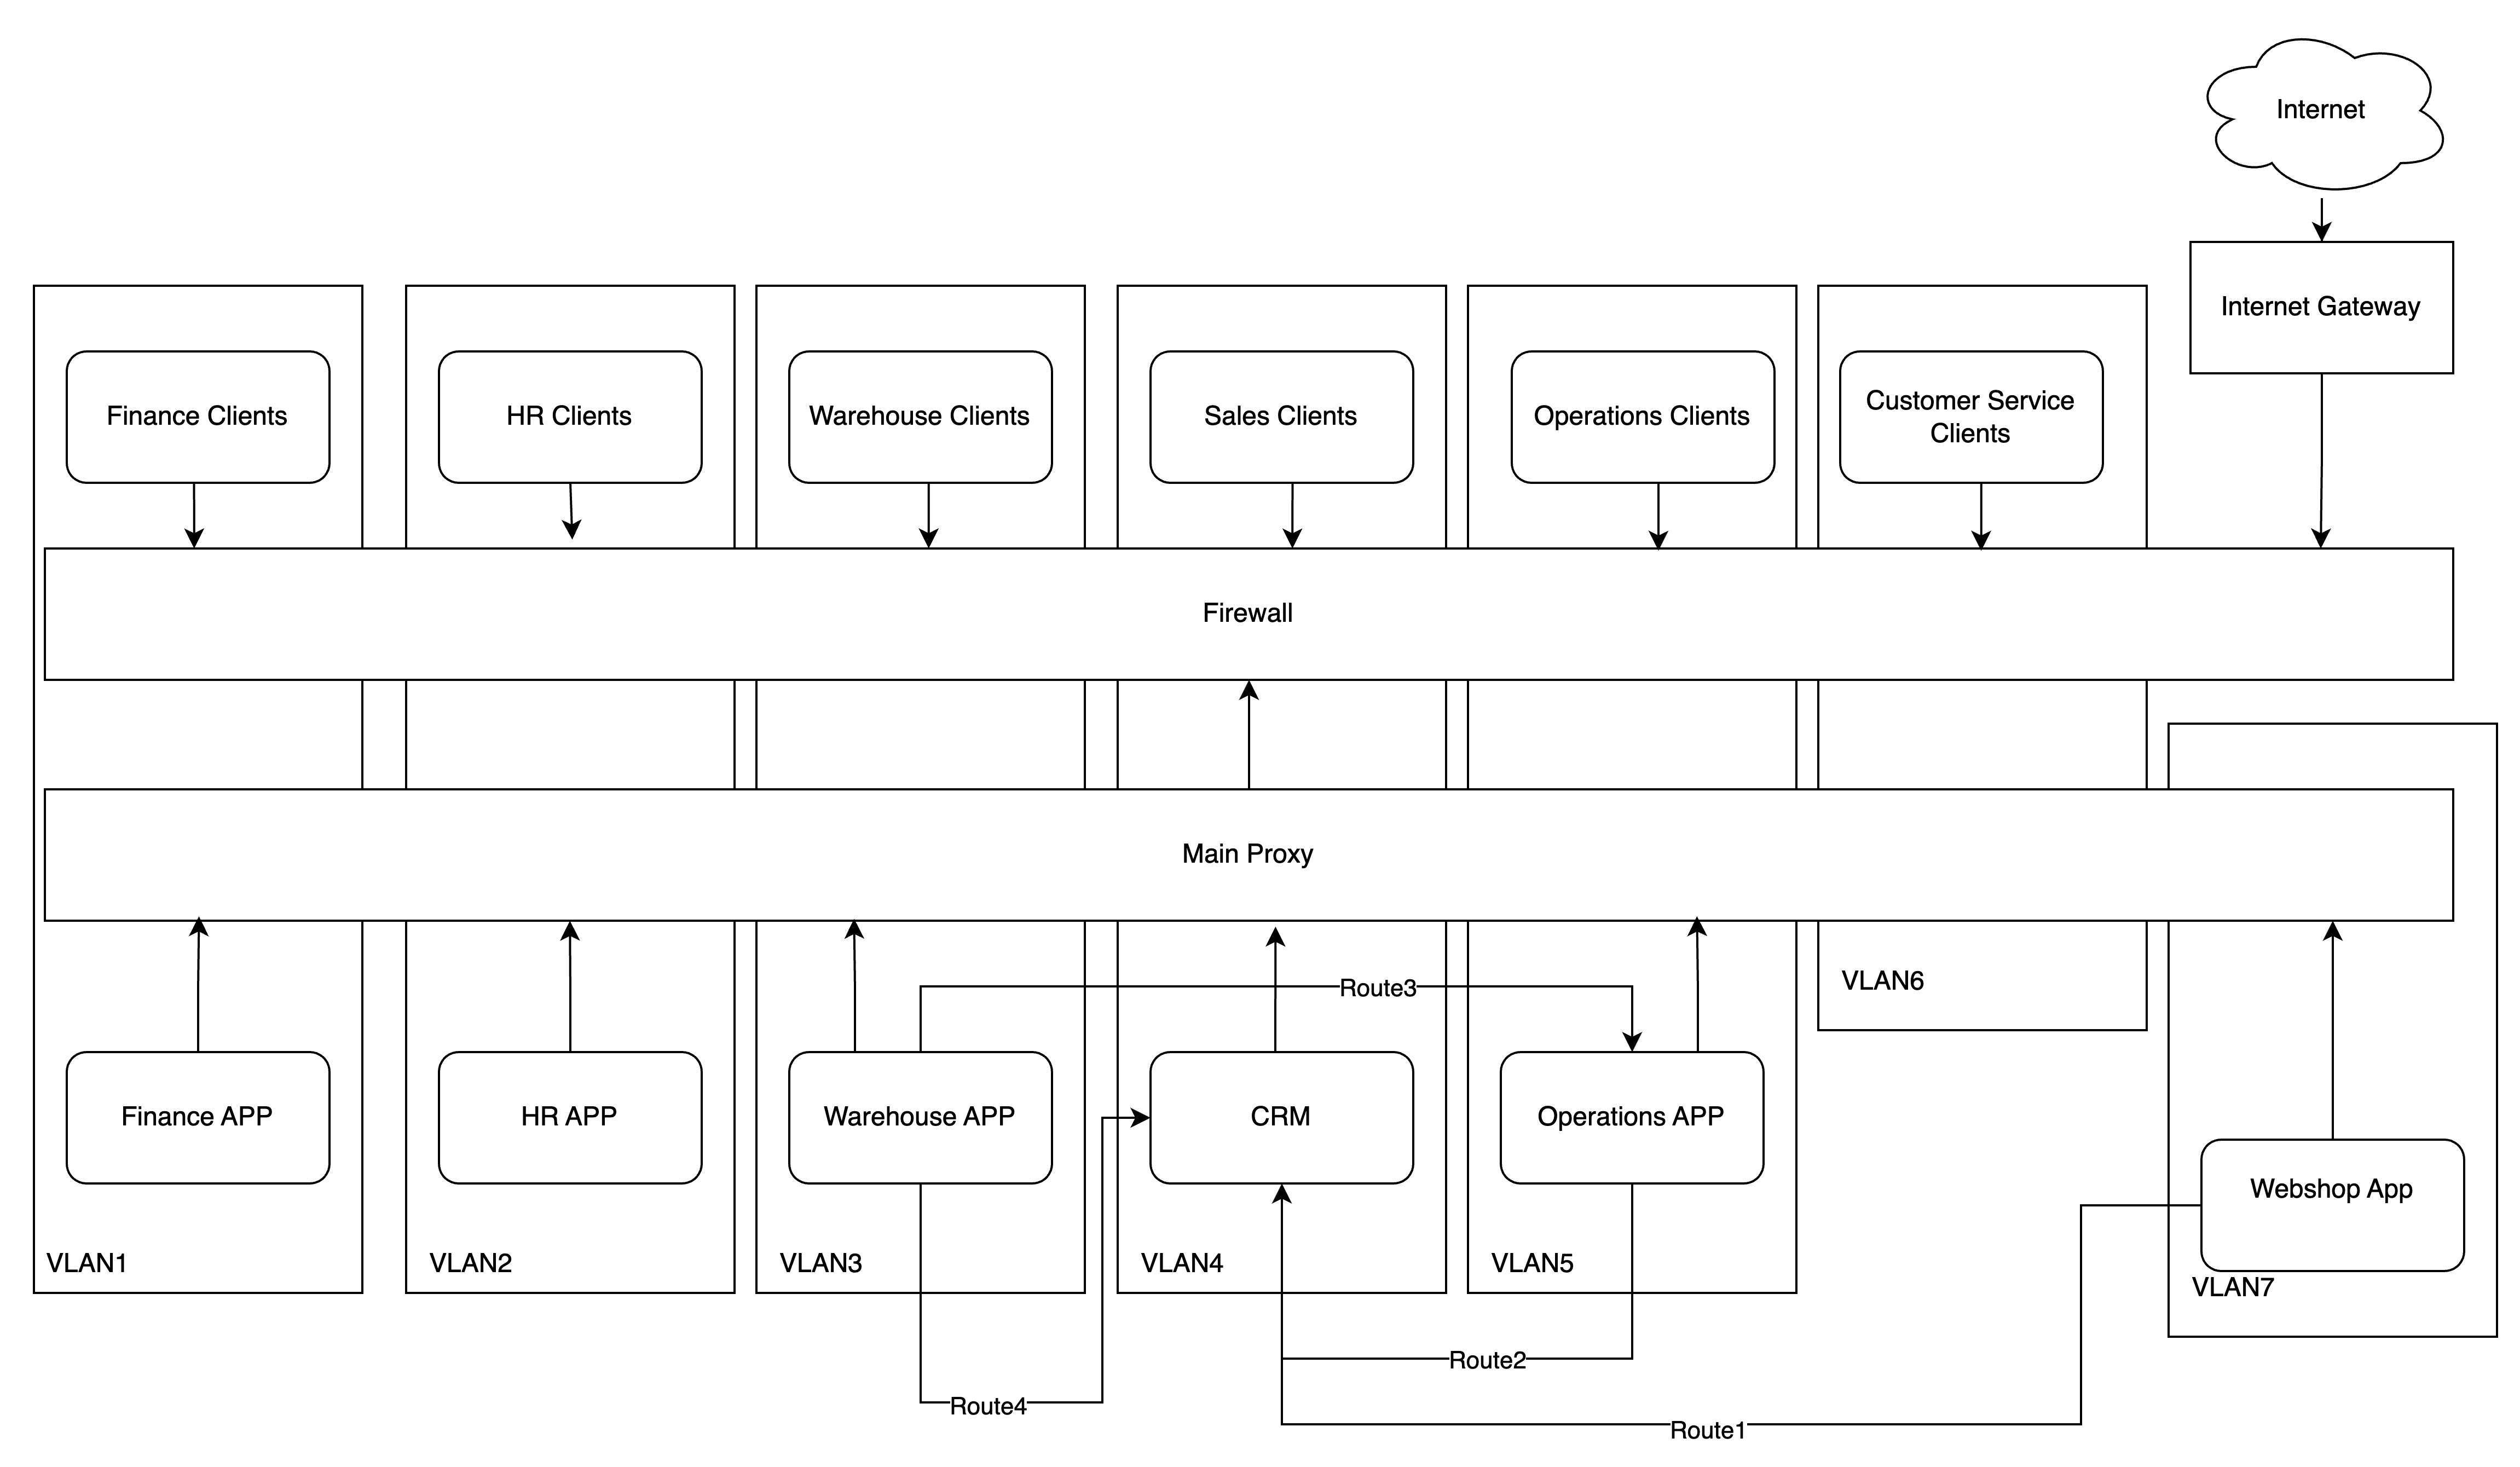 Internet
Internet Gateway
Finance Clients
HR Clients
Warehouse Clients
Sales Clients
Operations Clients
Customer Service
Clients
Firewall
Main Proxy
VLAN6
Route3
Finance APP
HR APP
Warehouse APP
CRM
Operations APP
Webshop App
VLAN1
VLAN2
VLAN3
VLAN4
VLAN5
VLAN7
Route2
Route4
Route1